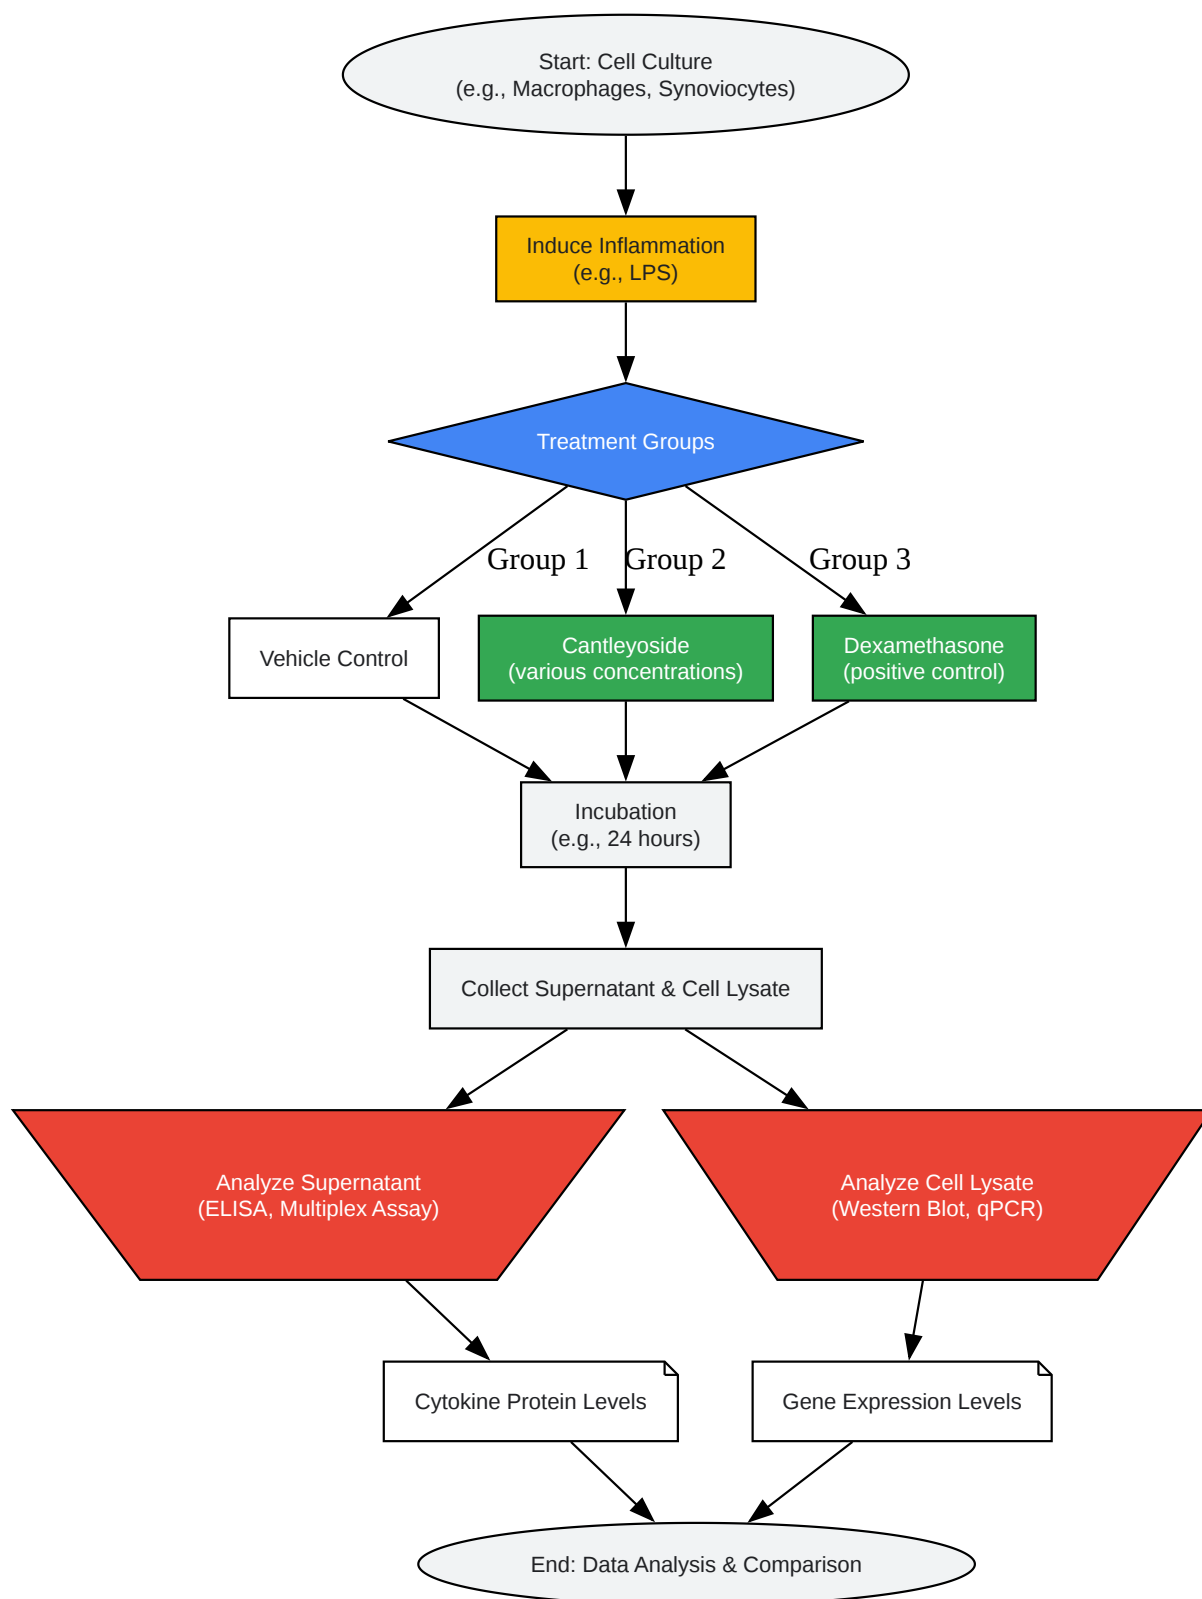 Start: Cell Culture
(e.g., Macrophages, Synoviocytes)
Induce Inflammation
(e.g., LPS)
Treatment Groups
Group 1
Group 2
Group 3
Vehicle Control
Cantleyoside
(various concentrations)
Dexamethasone
(positive control)
Incubation
(e.g., 24 hours)
Collect Supernatant & Cell Lysate
Analyze Supernatant
(ELISA, Multiplex Assay)
Analyze Cell Lysate
(Western Blot, qPCR)
Cytokine Protein Levels
Gene Expression Levels
End: Data Analysis & Comparison